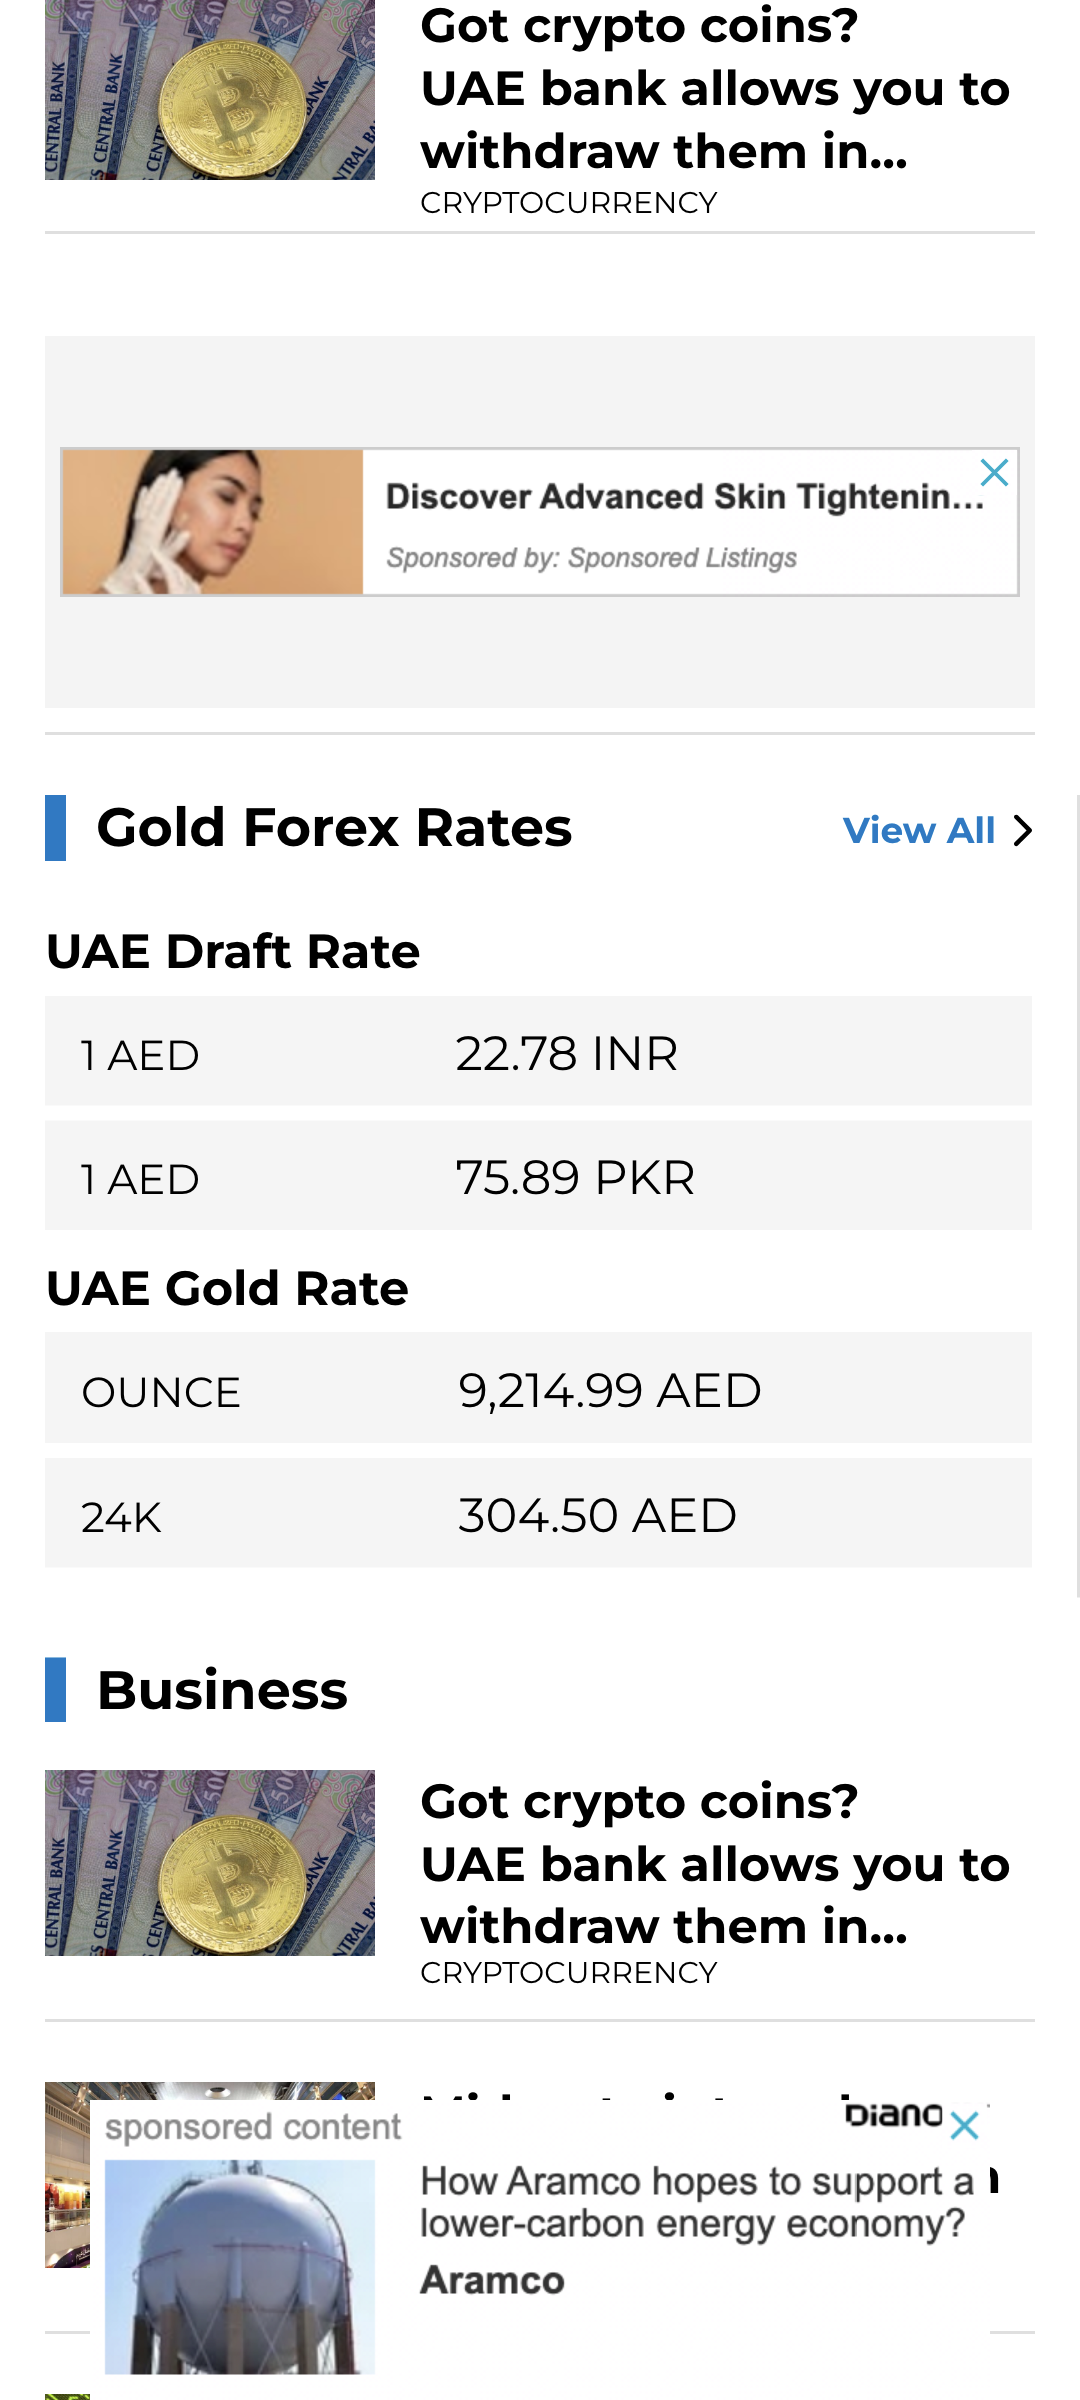 Got crypto coins?
UAE bank allows you to
withdraw them in...
CRYPTOCURRENCY
Discover Advanced Skin Tightenin...
Sponsored by: Sponsored Listings
Gold Forex Rates
View All
UAE Draft Rate
1 AED 22.78 INR
1 AED 75.89 PKR
UAE Gold Rate
OUNCE 9,214.99 AED
24K 304.50 AED
Business
Got crypto coins?
UAE bank allows you to
withdraw them in...
CRYPTOCURRENCY
sponsored content
How Aramco hopes to support a
lower-carbon energy economy?
Aramco